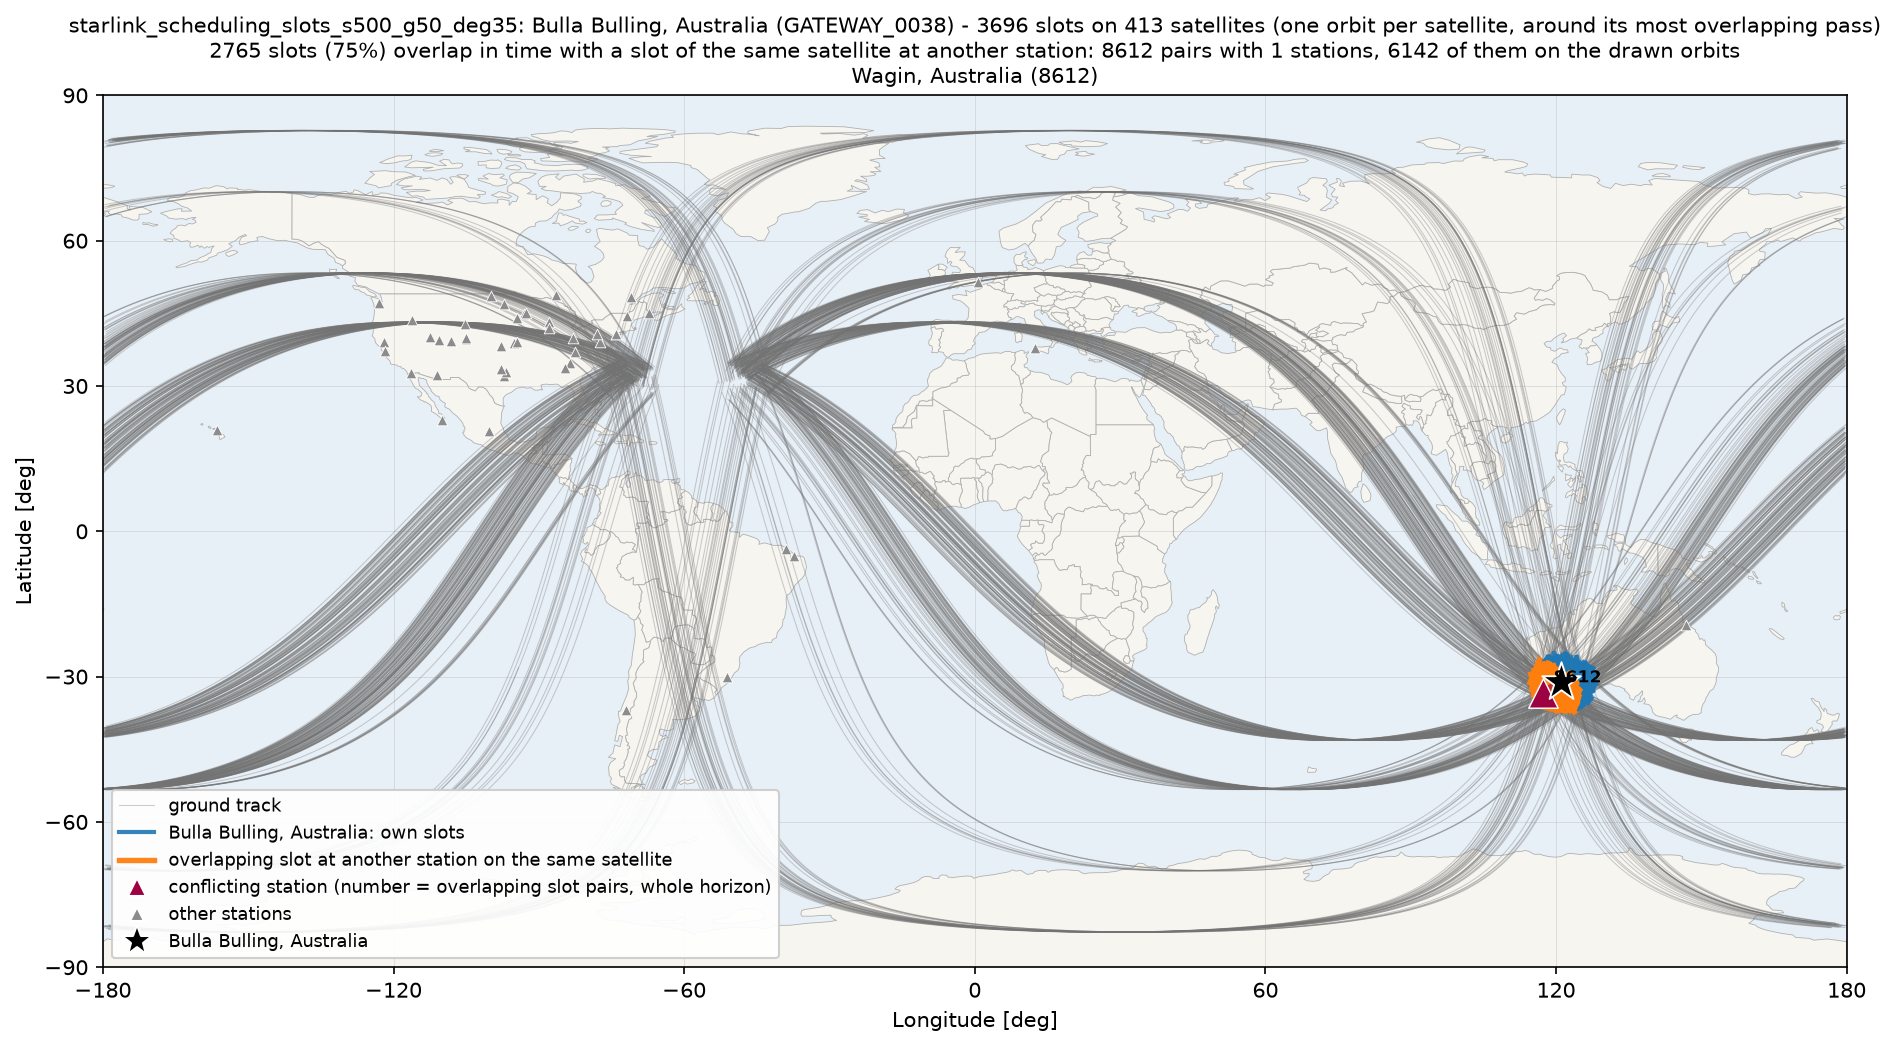 starlink_scheduling_slots_s500_g50_deg35: Bulla Bulling, Australia (GATEWAY_0038) - 3696 slots on 413 satellites (one orbit per satellite, around its most overlapping pass)
2765 slots (75%) overlap in time with a slot of the same satellite at another station: 8612 pairs with 1 stations, 6142 of them on the drawn orbits
Wagin, Australia (8612)
90
60
30
0
−30
−60
−90
Latitude [deg]
8612
ground track
Bulla Bulling, Australia: own slots
overlapping slot at another station on the same satellite
conflicting station (number = overlapping slot pairs, whole horizon)
other stations
Bulla Bulling, Australia
−180 −120 −60 0 60 120 180
Longitude [deg]